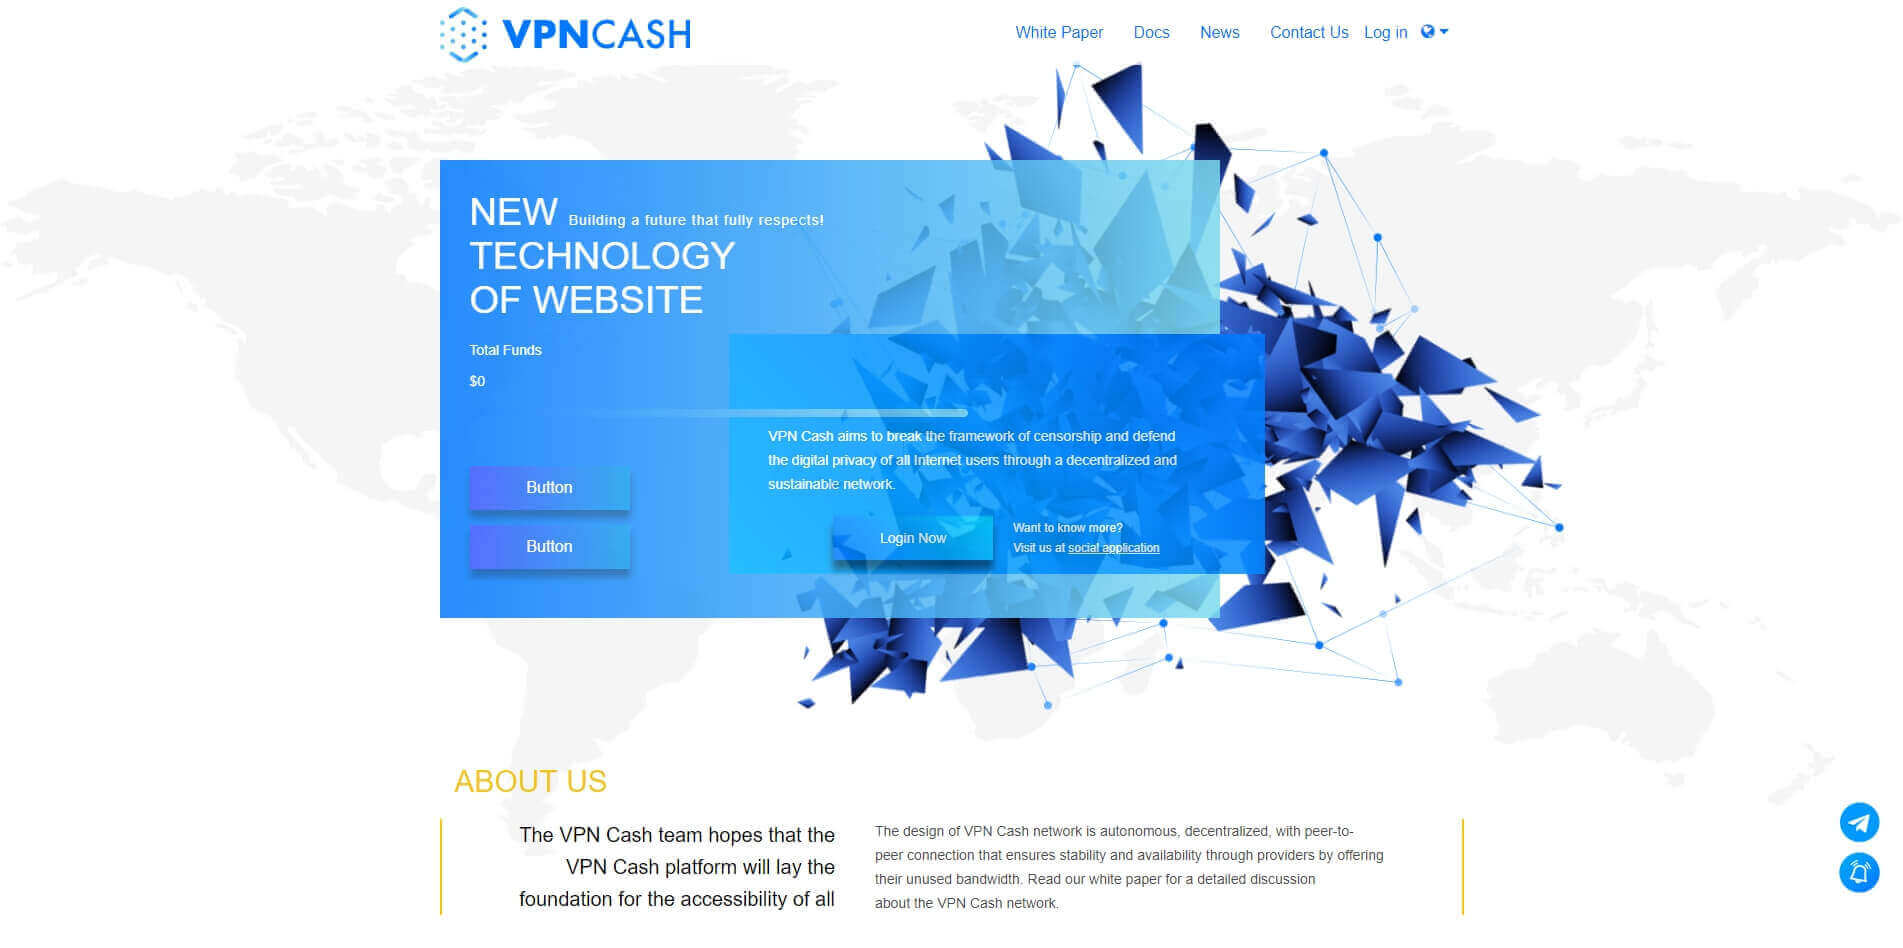 VPNCASH
White Paper
Docs
News
Contact Us
Log in
NEW Building a future that fully respects!
TECHNOLOGY
OF WEBSITE
Total Funds
$0
VPN Cash aims to break the framework of censorship and defend
the digital privacy of all Internet users through a decentralized and
sustainable network.
Button
Button
Login Now
Want to know more?
Visit us at social application
ABOUT US
The VPN Cash team hopes that the
VPN Cash platform will lay the
foundation for the accessibility of all
The design of VPN Cash network is autonomous, decentralized, with peer-to-
peer connection that ensures stability and availability through providers by offering
their unused bandwidth. Read our white paper for a detailed discussion
about the VPN Cash network.